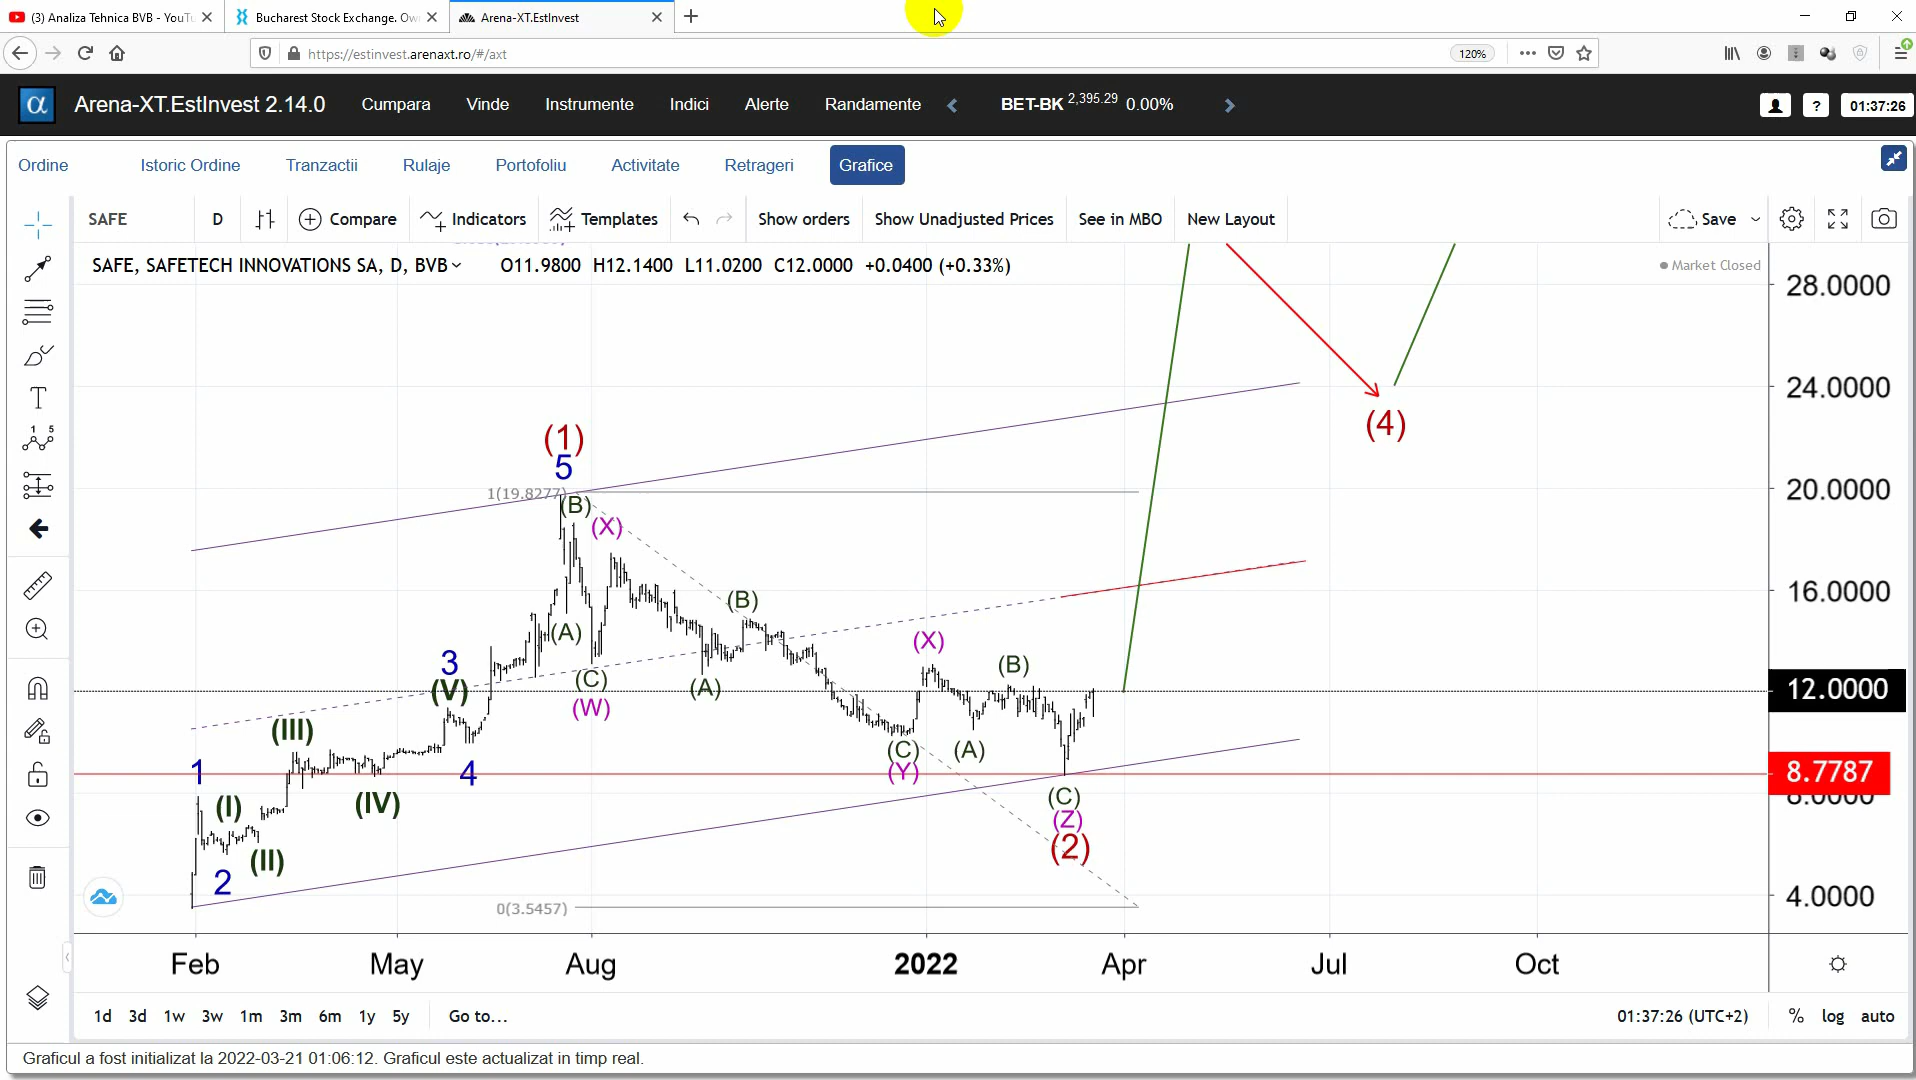 (3) Analiza Tehnica BVB - YouTu
Bucharest Stock Exchange. Ow
Arena-XT.EstInvest
https://estinvest.arenaxt.ro/#/axt
120%
α
Arena-XT.EstInvest 2.14.0
Cumpara
Vinde
Instrumente
Indici
Alerte
Randamente
BET-BK 2,395.29 0.00%
?
01:37:26
Ordine
Istoric Ordine
Tranzactii
Rulaje
Portofoliu
Activitate
Retrageri
Grafice
SAFE
D
Compare
Indicators
Templates
Show orders
Show Unadjusted Prices
See in MBO
New Layout
Save
SAFE, SAFETECH INNOVATIONS SA, D, BVB
O11.9800 H12.1400 L11.0200 C12.0000 +0.0400 (+0.33%)
Market Closed
28.0000
24.0000
(4)
(1)
5
1(19.8277)
20.0000
(B)
(X)
16.0000
(B)
(A)
(X)
3
(B)
(C)
(A)
(V)
12.0000
(W)
(III)
(C)
(A)
1
4
(Y)
8.7787
(I)
(IV)
(C)
(Z)
(II)
(2)
2
4.0000
0(3.5457)
Feb
May
Aug
2022
Apr
Jul
Oct
1d 3d 1w 3w 1m 3m 6m 1y 5y
Go to...
01:37:26 (UTC+2)
% log auto
Graficul a fost initializat la 2022-03-21 01:06:12. Graficul este actualizat in timp real.